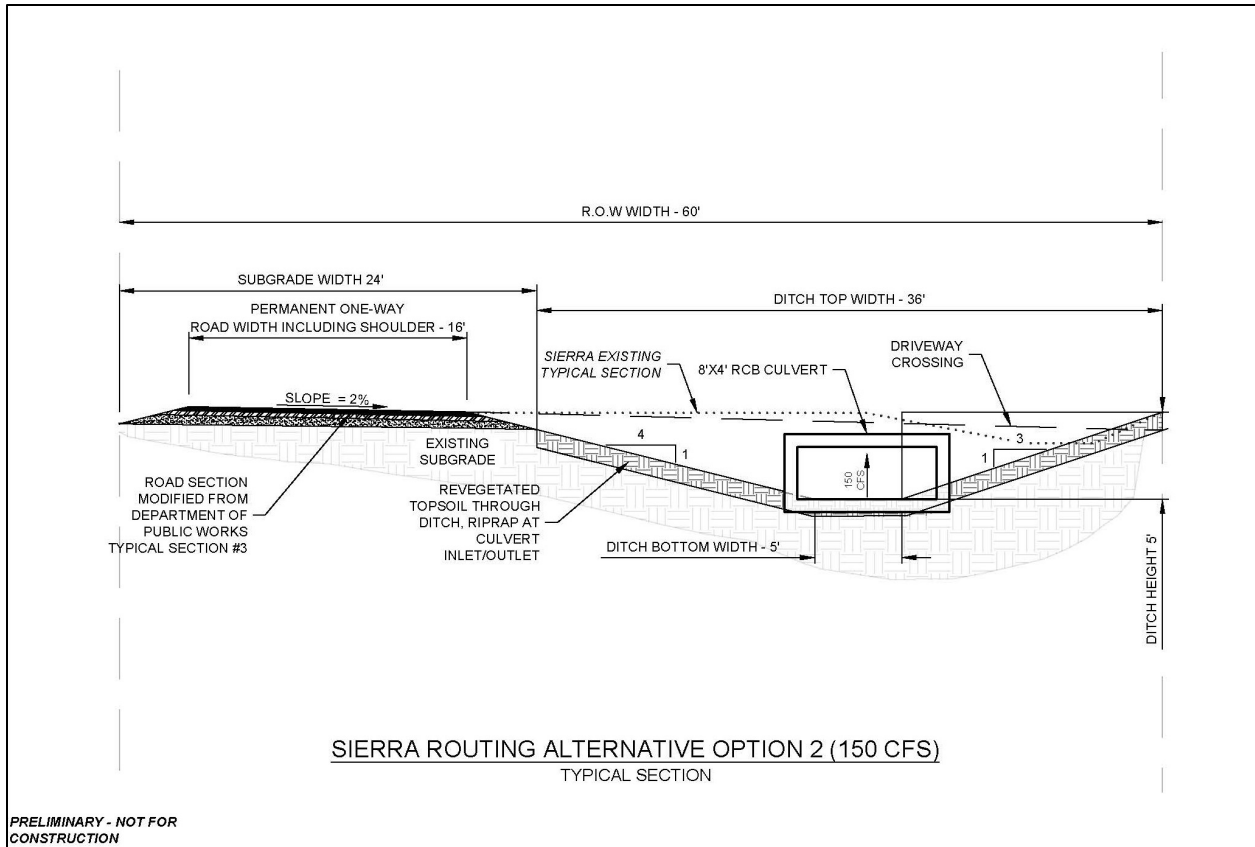 R.O.W WIDTH - 60'
SUBGRADE WIDTH 24'
DITCH TOP WIDTH - 36'
PERMANENT ONE-WAY
ROAD WIDTH INCLUDING SHOULDER - 16'
SIERRA EXISTING
TYPICAL SECTION
8'X4' RCB CULVERT
DRIVEWAY
CROSSING
SLOPE = 2%
EXISTING
SUBGRADE
4
1
3
1
150
CFS
ROAD SECTION
MODIFIED FROM
DEPARTMENT OF
PUBLIC WORKS
TYPICAL SECTION #3
REVEGETATED
TOPSOIL THROUGH
DITCH, RIPRAP AT
CULVERT
INLET/OUTLET
DITCH BOTTOM WIDTH - 5'
DITCH HEIGHT 5'
SIERRA ROUTING ALTERNATIVE OPTION 2 (150 CFS)
TYPICAL SECTION
PRELIMINARY - NOT FOR
CONSTRUCTION